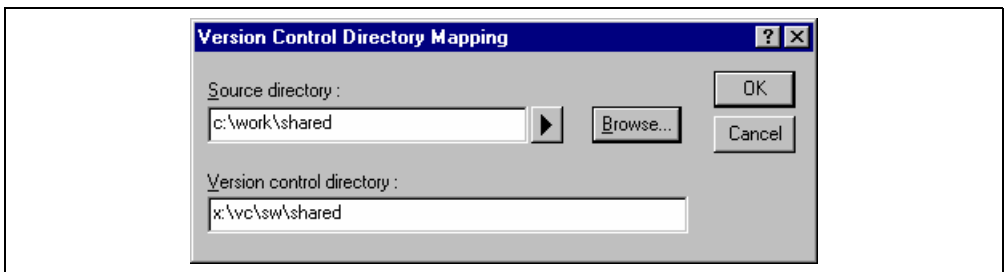 Version Control Directory Mapping
Source directory :
OK
c:\work\shared
Browse...
Cancel
Version control directory :
x:\vc\sw\shared